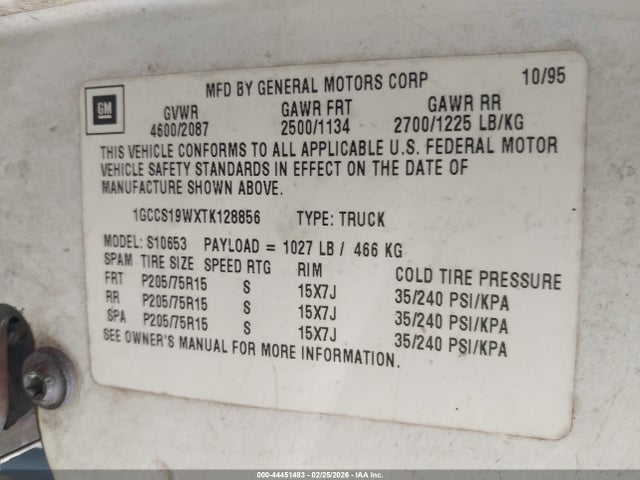 GM
MFD BY GENERAL MOTORS CORP 10/95
GVWR GAWR FRT GAWR RR
4600/2087 2500/1134 2700/1225 LB/KG
THIS VEHICLE CONFORMS TO ALL APPLICABLE U.S. FEDERAL MOTOR
VEHICLE SAFETY STANDARDS IN EFFECT ON THE DATE OF
MANUFACTURE SHOWN ABOVE.
1GCCS19WXTK128856 TYPE: TRUCK
MODEL: S10653 PAYLOAD = 1027 LB / 466 KG
SPAM TIRE SIZE SPEED RTG RIM COLD TIRE PRESSURE
FRT P205/75R15 S 15X7J 35/240 PSI/KPA
RR P205/75R15 S 15X7J 35/240 PSI/KPA
SPA P205/75R15 S 15X7J 35/240 PSI/KPA
SEE OWNER'S MANUAL FOR MORE INFORMATION.
000-44451483 - 02/25/2026 - IAA Inc.